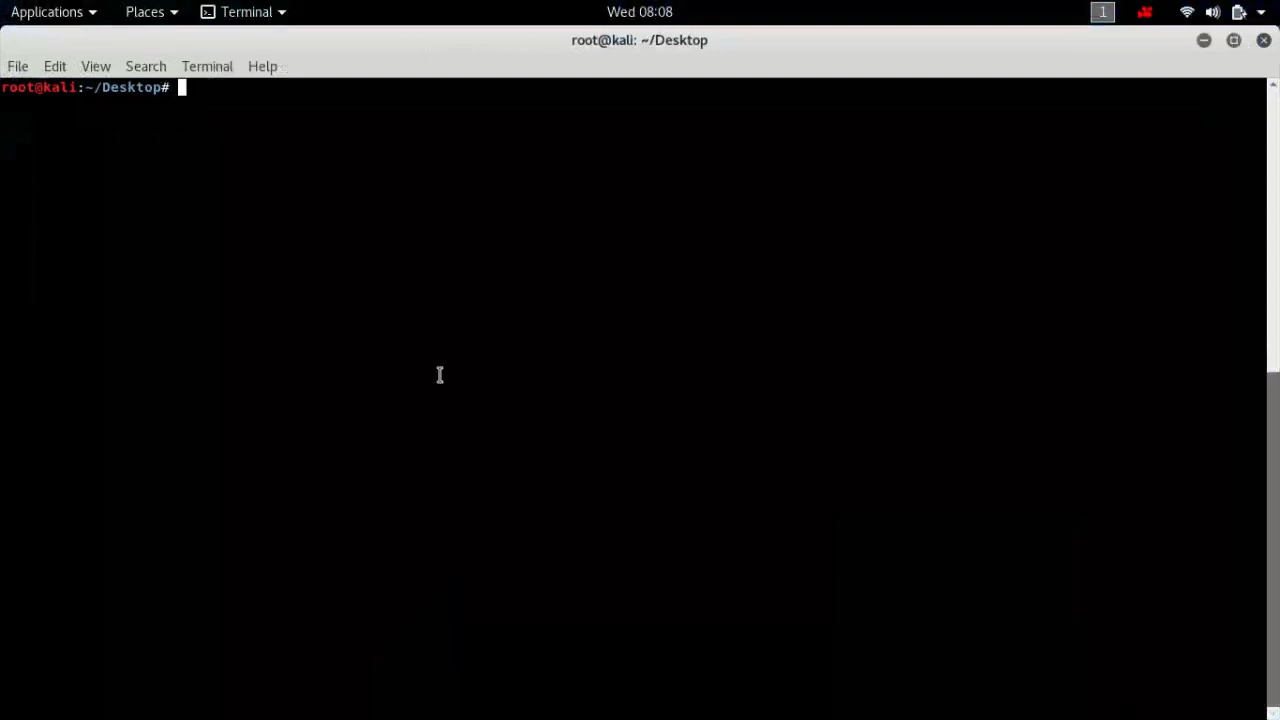 Applications Places Terminal Wed 08:08 1
root@kali: ~/Desktop
File Edit View Search Terminal Help
root@kali:~/Desktop#